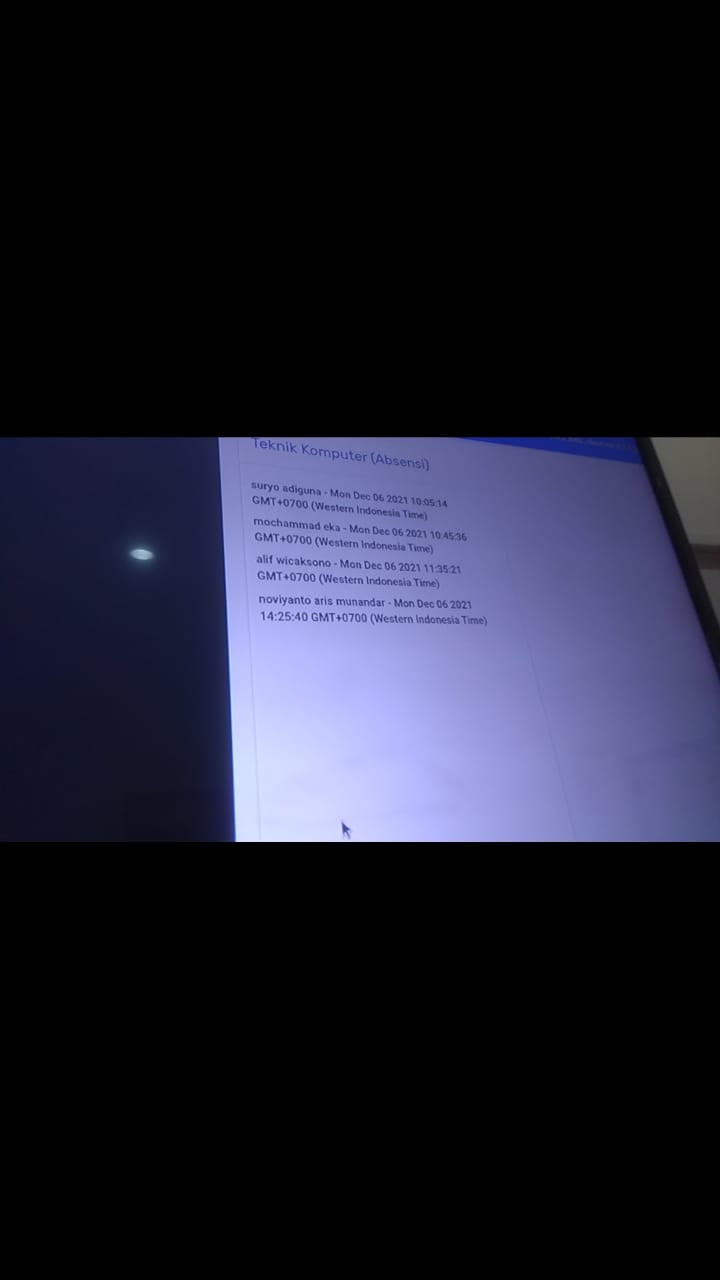 Teknik Komputer (Absensi)
suryo adiguna - Mon Dec 06 2021 10:05:14
GMT+0700 (Western Indonesia Time)
mochammad eka - Mon Dec 06 2021 10:45:36
GMT+0700 (Western Indonesia Time)
alif wicaksono - Mon Dec 06 2021 11:35:21
GMT+0700 (Western Indonesia Time)
noviyanto aris munandar - Mon Dec 06 2021
14:25:40 GMT+0700 (Western Indonesia Time)